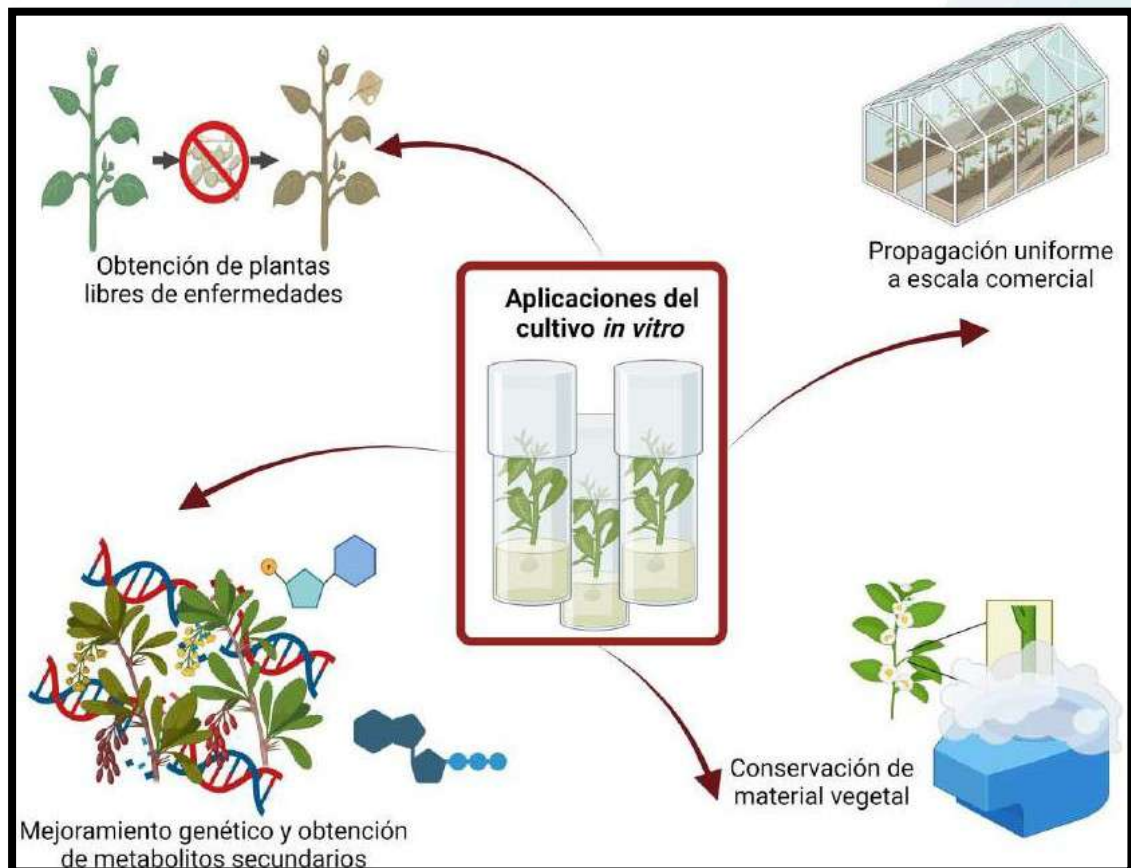 Obtención de plantas
libres de enfermedades
Propagación uniforme
a escala comercial
Aplicaciones del
cultivo in vitro
Conservación de
material vegetal
Mejoramiento genético y obtención
de metabolitos secundarios